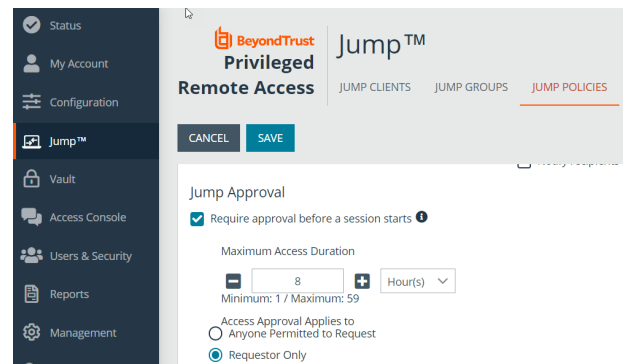 Status
My Account
Configuration
Jump™
Vault
Access Console
Users & Security
Reports
Management
BeyondTrust
Privileged
Remote Access
Jump™
JUMP CLIENTS JUMP GROUPS JUMP POLICIES
CANCEL SAVE
Jump Approval
Require approval before a session starts
Maximum Access Duration
8 Hour(s)
Minimum: 1 / Maximum: 59
Access Approval Applies to
Anyone Permitted to Request
Requestor Only